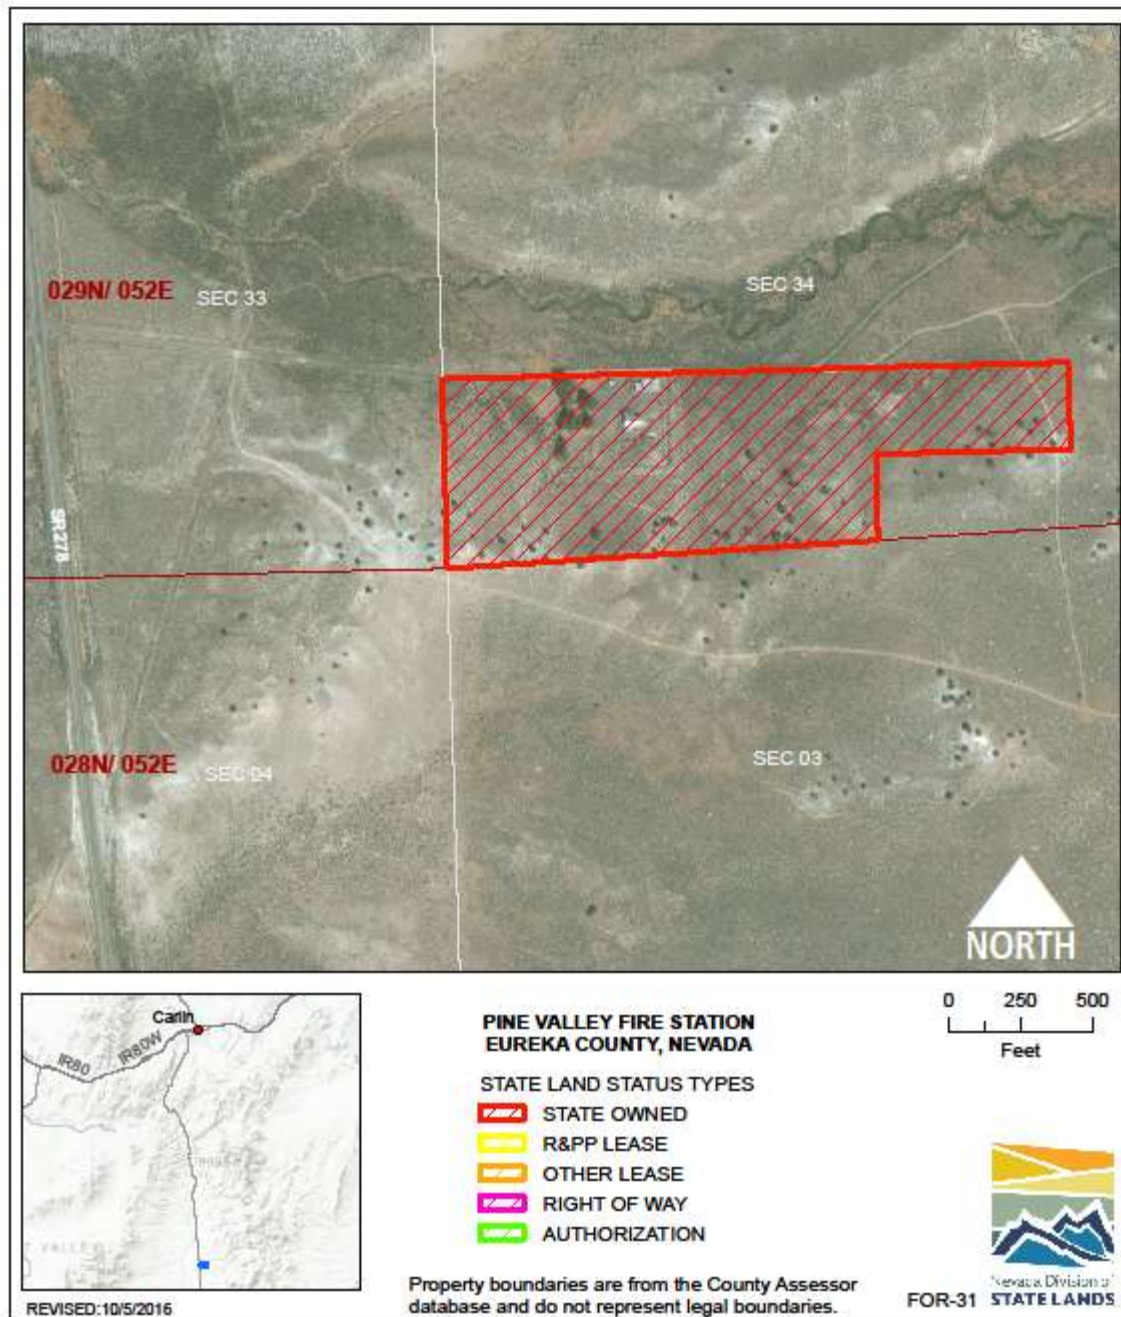 029N/ 052E
SEC 33
SEC 34
SR278
028N/ 052E
SEC 04
SEC 03
NORTH
Carlin
IR80
IR80W
REVISED:10/5/2016
PINE VALLEY FIRE STATION
EUREKA COUNTY, NEVADA
STATE LAND STATUS TYPES
STATE OWNED
R&PP LEASE
OTHER LEASE
RIGHT OF WAY
AUTHORIZATION
Property boundaries are from the County Assessor
database and do not represent legal boundaries.
0 250 500
Feet
FOR-31
Nevada Division of
STATE LANDS